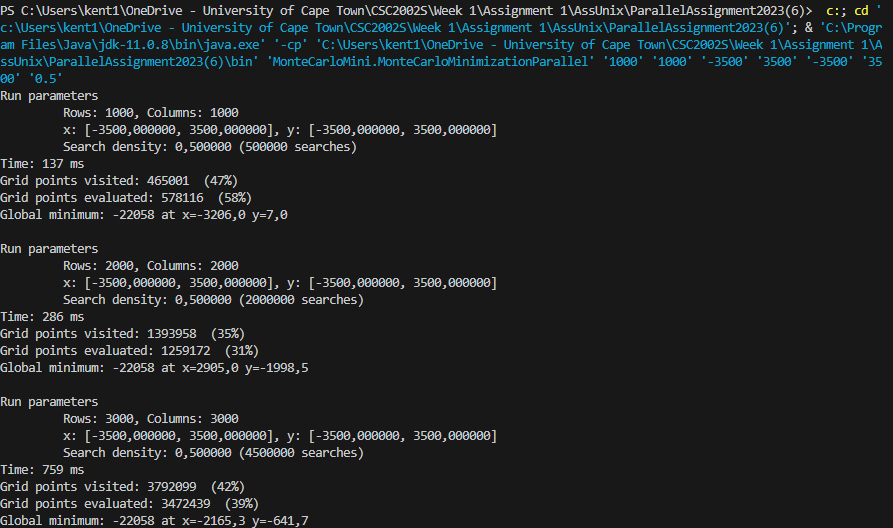 PS C:\Users\kent1\OneDrive - University of Cape Town\CSC2002S\Week 1\Assignment 1\AssUnix\ParallelAssignment2023(6)>  c:; cd '
c:\Users\kent1\OneDrive - University of Cape Town\CSC2002S\Week 1\Assignment 1\AssUnix\ParallelAssignment2023(6)'; & 'C:\Progr
am Files\Java\jdk-11.0.8\bin\java.exe' '-cp' 'C:\Users\kent1\OneDrive - University of Cape Town\CSC2002S\Week 1\Assignment 1\A
ssUnix\ParallelAssignment2023(6)\bin' 'MonteCarloMini.MonteCarloMinimizationParallel' '1000' '1000' '-3500' '3500' '-3500' '35
00' '0.5'
Run parameters
Rows: 1000, Columns: 1000
x: [-3500,000000, 3500,000000], y: [-3500,000000, 3500,000000]
Search density: 0,500000 (500000 searches)
Time: 137 ms
Grid points visited: 465001  (47%)
Grid points evaluated: 578116  (58%)
Global minimum: -22058 at x=-3206,0 y=7,0
Run parameters
Rows: 2000, Columns: 2000
x: [-3500,000000, 3500,000000], y: [-3500,000000, 3500,000000]
Search density: 0,500000 (2000000 searches)
Time: 286 ms
Grid points visited: 1393958  (35%)
Grid points evaluated: 1259172  (31%)
Global minimum: -22058 at x=2905,0 y=-1998,5
Run parameters
Rows: 3000, Columns: 3000
x: [-3500,000000, 3500,000000], y: [-3500,000000, 3500,000000]
Search density: 0,500000 (4500000 searches)
Time: 759 ms
Grid points visited: 3792099  (42%)
Grid points evaluated: 3472439  (39%)
Global minimum: -22058 at x=-2165,3 y=-641,7